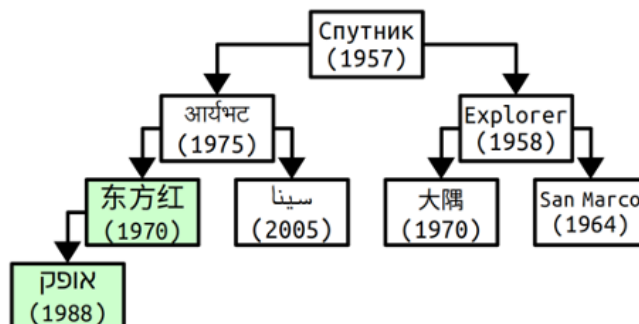 Спутник
(1957)
आर्यभट
(1975)
Explorer
(1958)
东方红
(1970)
سينا
(2005)
大隅
(1970)
San Marco
(1964)
אופק
(1988)